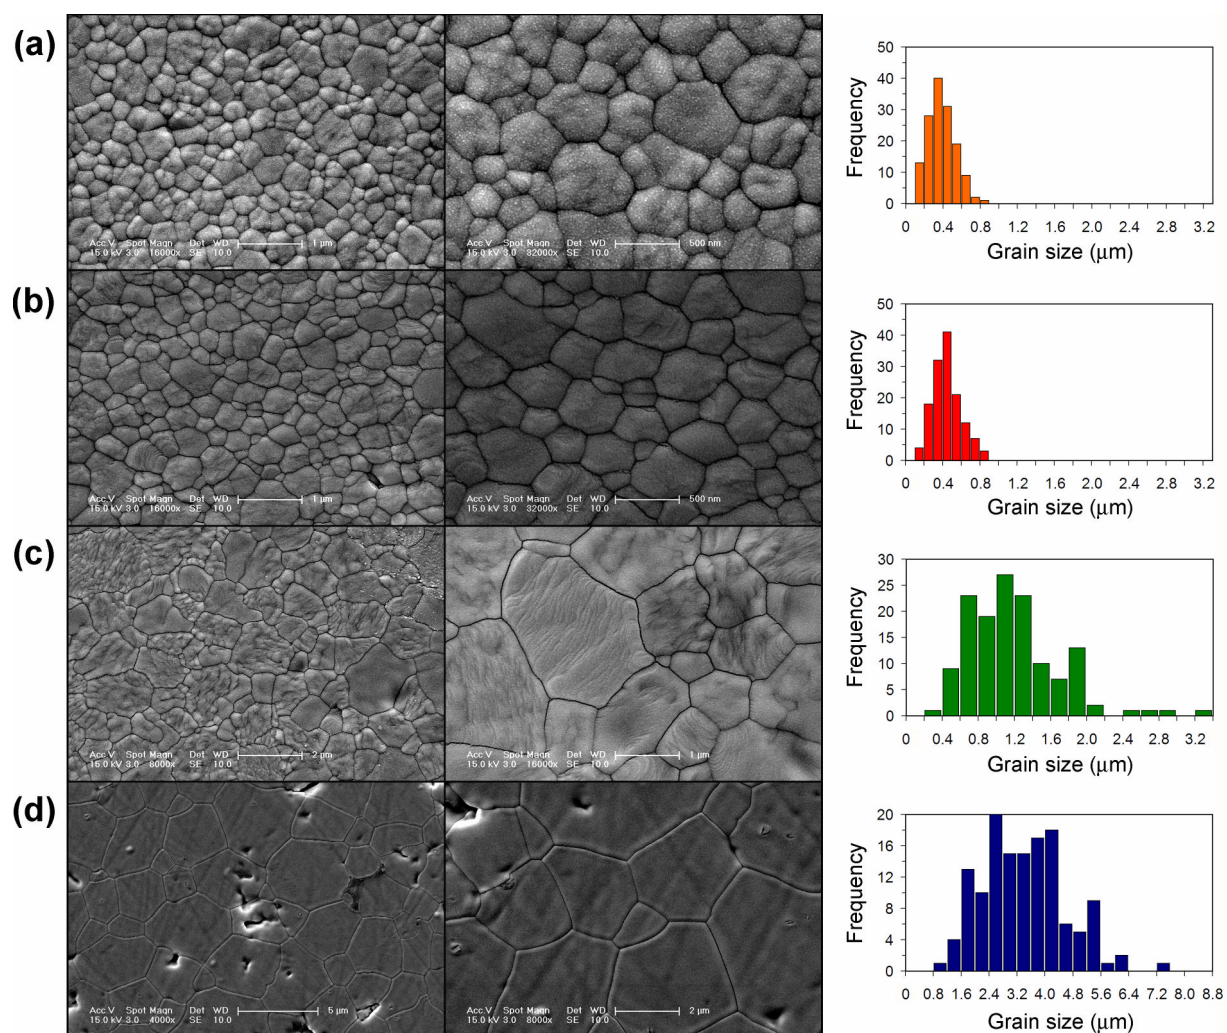 (a)
Acc.V Spot Magn Det WD 1 μm
15.0 kV 3.0 16000x SE 10.0
Acc.V Spot Magn Det WD 500 nm
15.0 kV 3.0 32000x SE 10.0
50
40
30
20
10
0
Frequency
0 0.4 0.8 1.2 1.6 2.0 2.4 2.8 3.2
Grain size (μm)
(b)
Acc.V Spot Magn Det WD 1 μm
15.0 kV 3.0 16000x SE 10.0
Acc.V Spot Magn Det WD 500 nm
15.0 kV 3.0 32000x SE 10.0
50
40
30
20
10
0
Frequency
0 0.4 0.8 1.2 1.6 2.0 2.4 2.8 3.2
Grain size (μm)
(c)
Acc.V Spot Magn Det WD 2 μm
15.0 kV 3.0 8000x SE 10.0
Acc.V Spot Magn Det WD 1 μm
15.0 kV 3.0 16000x SE 10.0
30
25
20
15
10
5
0
Frequency
0 0.4 0.8 1.2 1.6 2.0 2.4 2.8 3.2
Grain size (μm)
(d)
Acc.V Spot Magn Det WD 5 μm
15.0 kV 3.0 4000x SE 10.0
Acc.V Spot Magn Det WD 2 μm
15.0 kV 3.0 8000x SE 10.0
20
16
12
8
4
0
Frequency
0 0.8 1.6 2.4 3.2 4.0 4.8 5.6 6.4 7.2 8.0 8.8
Grain size (μm)